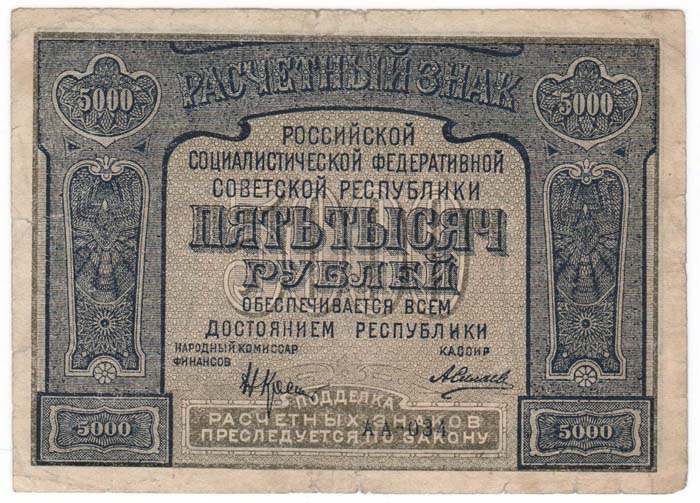 РАСЧЕТНЫЙ ЗНАК
5000 5000
РОССИЙСКОЙ
СОЦИАЛИСТИЧЕСКОЙ ФЕДЕРАТИВНОЙ
СОВЕТСКОЙ РЕСПУБЛИКИ
5000
ПЯТЬ ТЫСЯЧ
РУБЛЕЙ
ОБЕСПЕЧИВАЕТСЯ ВСЕМ
ДОСТОЯНИЕМ РЕСПУБЛИКИ
НАРОДНЫЙ КОМИССАР
ФИНАНСОВ
КАССИР
ПОДДЕЛКА
РАСЧЕТНЫХ ЗНАКОВ
ПРЕСЛЕДУЕТСЯ ПО ЗАКОНУ
АА-034
5000 5000